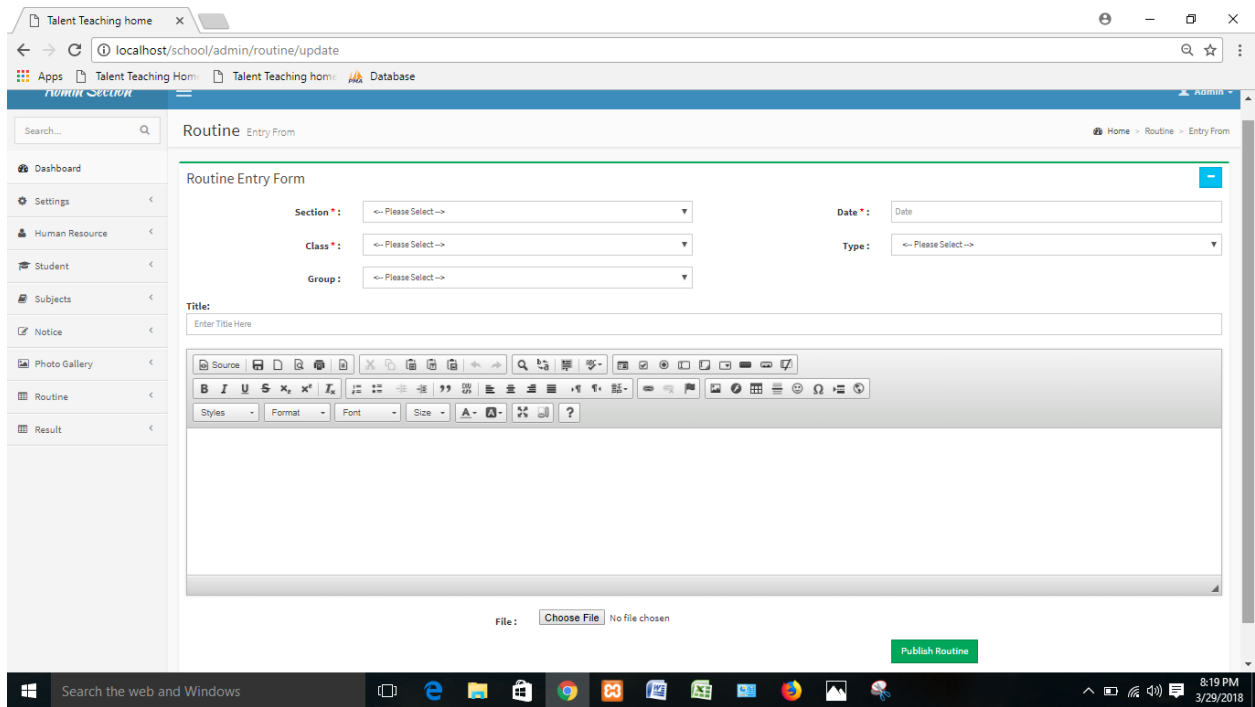 Talent Teaching home
localhost/school/admin/routine/update
Apps Talent Teaching Hom Talent Teaching home Database
Admin Section Admin
Search...
Routine Entry From
Home > Routine > Entry From
Dashboard
Settings
Human Resource
Student
Subjects
Notice
Photo Gallery
Routine
Result
Routine Entry Form
Section * : <-- Please Select --> Date * : Date
Class * : <-- Please Select --> Type : <-- Please Select -->
Group : <-- Please Select -->
Title:
Enter Title Here
Source
B I U S x₂ x² Tx
Styles Format Font Size A A ?
File : Choose File No file chosen
Publish Routine
Search the web and Windows
8:19 PM
3/29/2018